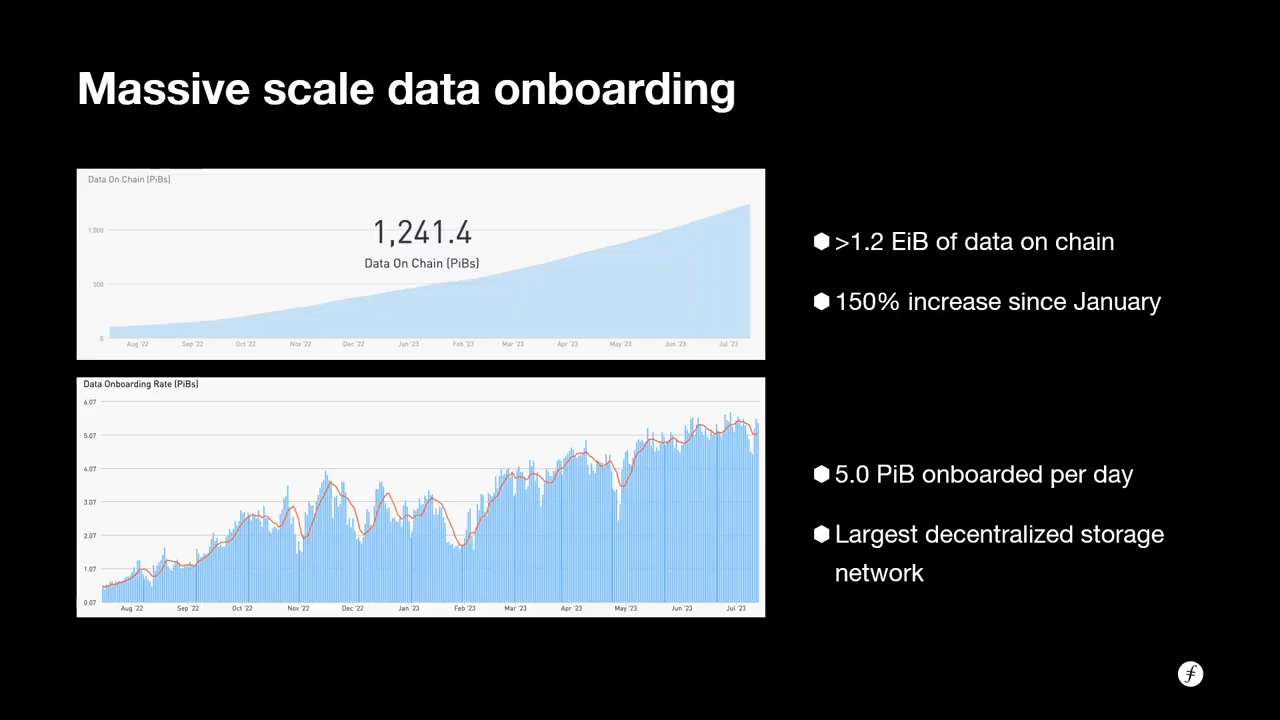 Massive scale data onboarding
Data On Chain (PiBs)
1,241.4
Data On Chain (PiBs)
1,000
500
0
Aug '22 Sep '22 Oct '22 Nov '22 Dec '22 Jan '23 Feb '23 Mar '23 Apr '23 May '23 Jun '23 Jul '23
>1.2 EiB of data on chain
150% increase since January
Data Onboarding Rate (PiBs)
6.07
5.07
4.07
3.07
2.07
1.07
0.07
Aug '22 Sep '22 Oct '22 Nov '22 Dec '22 Jan '23 Feb '23 Mar '23 Apr '23 May '23 Jun '23 Jul '23
5.0 PiB onboarded per day
Largest decentralized storage
network